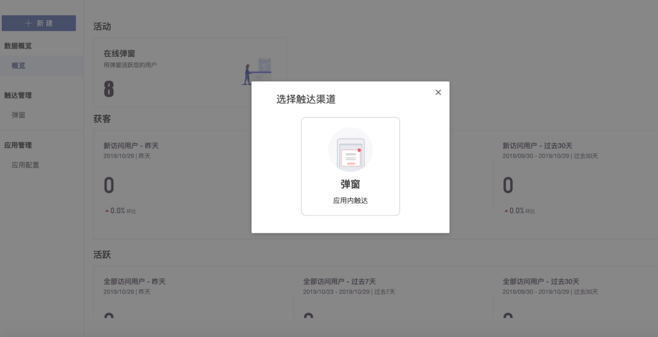 + 新 建
数据概览
概览
触达管理
弹窗
应用管理
应用配置
活动
在线弹窗
用弹窗活跃您的用户
8
获客
新访问用户 - 昨天
2019/10/29 | 昨天
0
0.0% 环比
新访问用户 - 过去30天
2019/09/30 - 2019/10/29 | 过去30天
0
0.0% 环比
选择触达渠道
弹窗
应用内触达
活跃
全部访问用户 - 昨天
2019/10/29 | 昨天
全部访问用户 - 过去7天
2019/10/23 - 2019/10/29 | 过去7天
全部访问用户 - 过去30天
2019/09/30 - 2019/10/29 | 过去30天